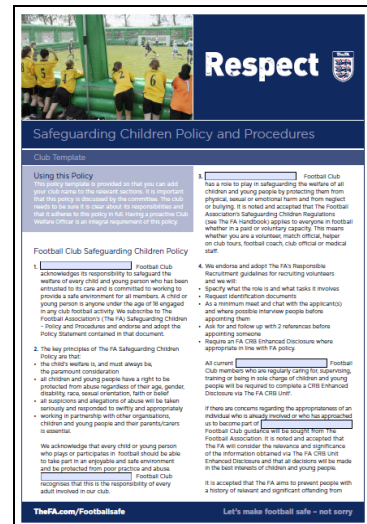 Respect
TheFA
Safeguarding Children Policy and Procedures
Club Template
Using this Policy
This policy template is provided so that you can add
your club name to the relevant sections. It is important
that this policy is discussed by the committee. The club
needs to be sure it is clear about its responsibilities and
that it adheres to this policy in full. Having a proactive Club
Welfare Officer is an integral requirement of this policy.
Football Club Safeguarding Children Policy
1. Football Club
acknowledges its responsibility to safeguard the
welfare of every child and young person who has been
entrusted to its care and is committed to working to
provide a safe environment for all members. A child or
young person is anyone under the age of 18 engaged
in any club football activity. We subscribe to The
Football Association's (The FA) Safeguarding Children
– Policy and Procedures and endorse and adopt the
Policy Statement contained in that document.
2. The key principles of The FA Safeguarding Children
Policy are that:
• the child's welfare is, and must always be,
the paramount consideration
• all children and young people have a right to be
protected from abuse regardless of their age, gender,
disability, race, sexual orientation, faith or belief
• all suspicions and allegations of abuse will be taken
seriously and responded to swiftly and appropriately
• working in partnership with other organisations,
children and young people and their parents/carers
is essential.
We acknowledge that every child or young person
who plays or participates in football should be able
to take part in an enjoyable and safe environment
and be protected from poor practice and abuse.
Football Club
recognises that this is the responsibility of every
adult involved in our club.
3. Football Club
has a role to play in safeguarding the welfare of all
children and young people by protecting them from
physical, sexual or emotional harm and from neglect
or bullying. It is noted and accepted that The Football
Association's Safeguarding Children Regulations
(see The FA Handbook) applies to everyone in football
whether in a paid or voluntary capacity. This means
whether you are a volunteer, match official, helper
on club tours, football coach, club official or medical
staff.
4. We endorse and adopt The FA's Responsible
Recruitment guidelines for recruiting volunteers
and we will:
• Specify what the role is and what tasks it involves
• Request identification documents
• As a minimum meet and chat with the applicant(s)
and where possible interview people before
appointing them
• Ask for and follow up with 2 references before
appointing someone
• Require an FA CRB Enhanced Disclosure where
appropriate in line with FA policy.
All current Football
Club members who are regularly caring for, supervising,
training or being in sole charge of children and young
people will be required to complete a CRB Enhanced
Disclosure via The FA CRB Unit.
If there are concerns regarding the appropriateness of an
individual who is already involved or who has approached
us to become part of
Football Club guidance will be sought from The
Football Association. It is noted and accepted that
The FA will consider the relevance and significance
of the information obtained via The FA CRB Unit
Enhanced Disclosure and that all decisions will be made
in the best interests of children and young people.
It is accepted that The FA aims to prevent people with
a history of relevant and significant offending from
TheFA.com/Footballsafe
Let's make football safe – not sorry